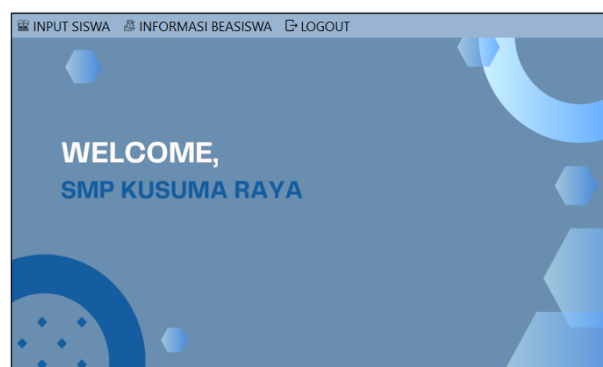 INPUT SISWA INFORMASI BEASISWA LOGOUT
WELCOME,
SMP KUSUMA RAYA